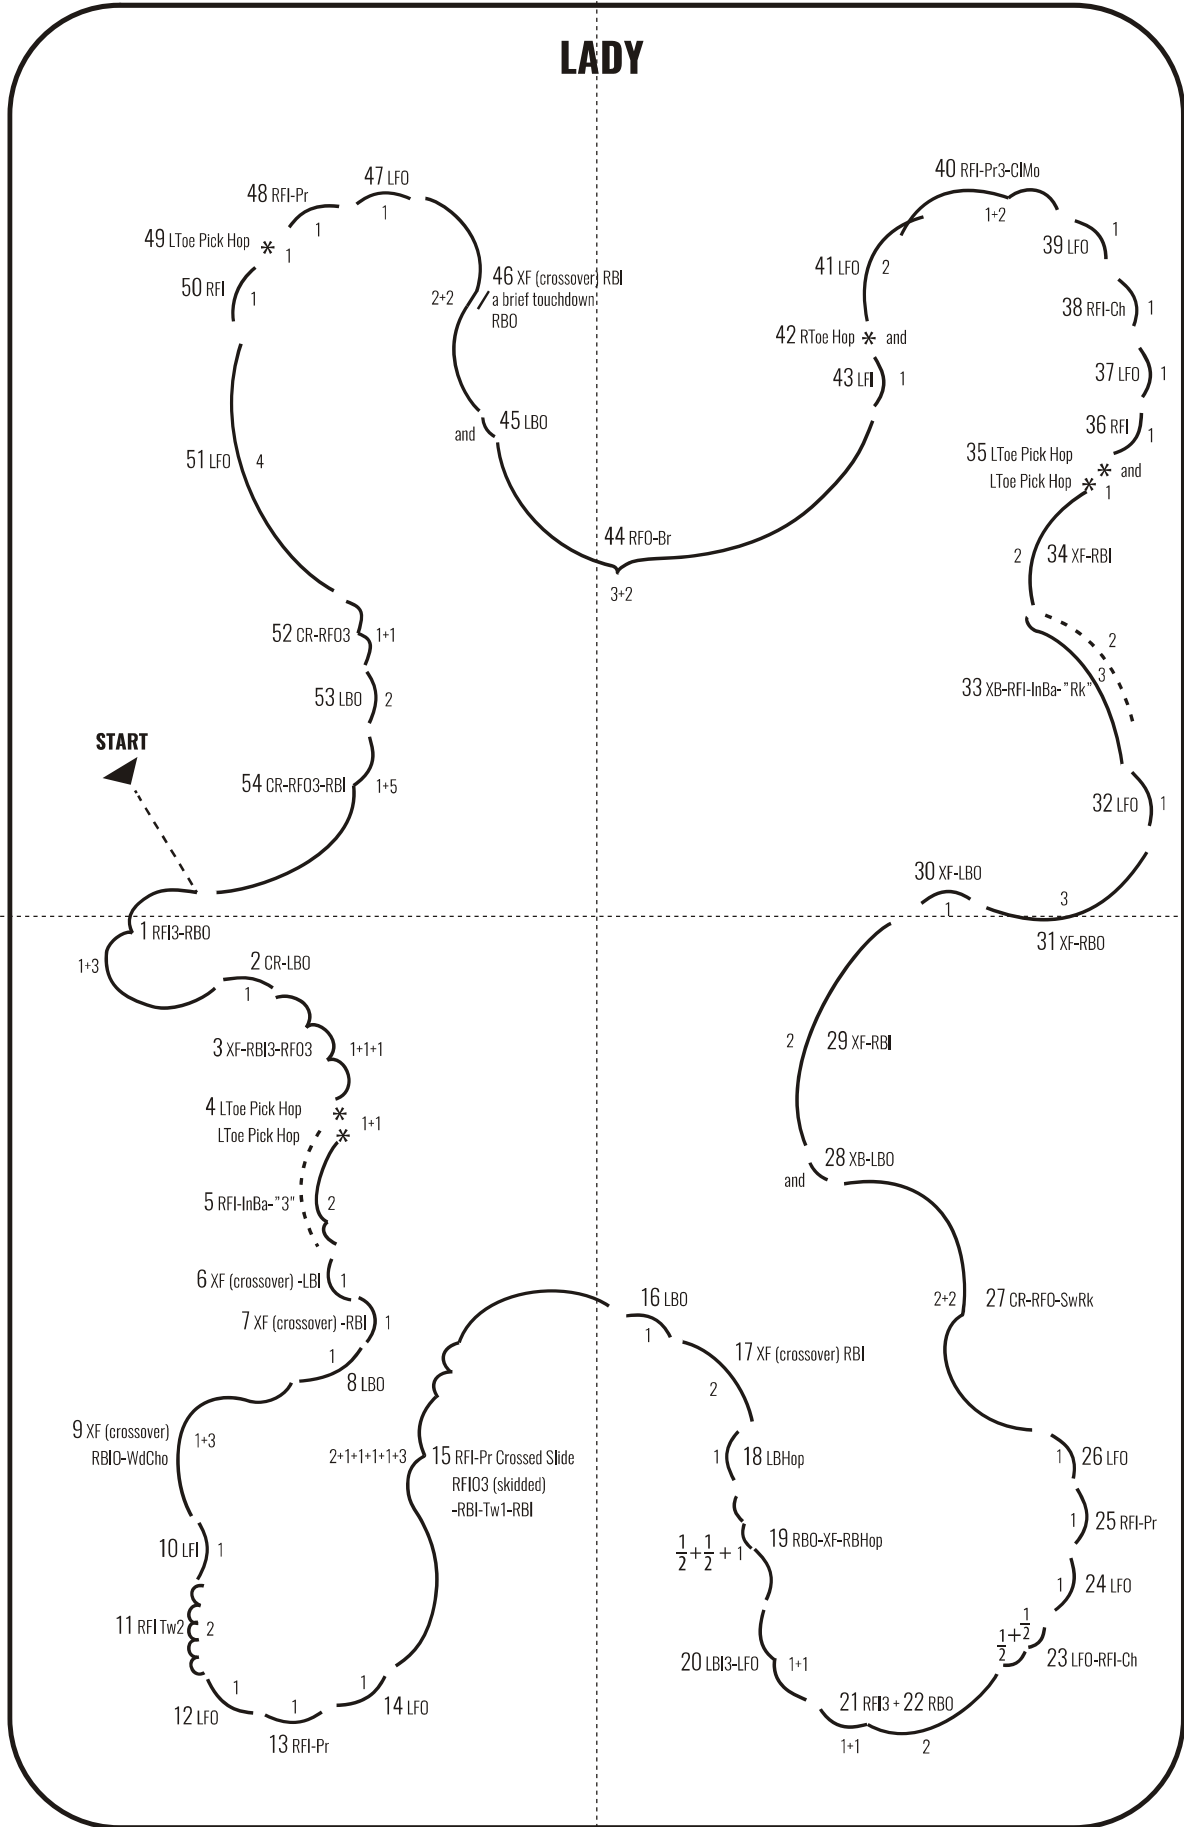 LADY
47 LFO
1
48 RFI-Pr
1
49 LToe Pick Hop
*
1
50 RFI
1
46 XF (crossover) RBI
a brief touchdown
RBO
2+2
45 LBO
and
51 LFO
4
44 RFO-Br
3+2
40 RFI-Pr3-ClMo
1+2
39 LFO
1
41 LFO
2
38 RFI-Ch
1
42 RToe Hop * and
43 LFI
1
37 LFO
1
36 RFI
1
35 LToe Pick Hop
* and
LToe Pick Hop
*
1
34 XF-RBI
2
33 XB-RFI-InBa-"Rk"
2
3
32 LFO
1
52 CR-RFO3
1+1
53 LBO
2
START
54 CR-RFO3-RBI
1+5
30 XF-LBO
1
3
31 XF-RBO
1 RFI3-RBO
1+3
2 CR-LBO
1
3 XF-RBI3-RFO3
1+1+1
4 LToe Pick Hop
*
LToe Pick Hop
*
1+1
5 RFI-InBa-"3"
2
6 XF (crossover) -LBI
1
7 XF (crossover) -RBI
1
1
8 LBO
9 XF (crossover)
RBIO-WdCho
1+3
10 LFI
1
11 RFI Tw2
2
12 LFO
1
1
13 RFI-Pr
1
14 LFO
2+1+1+1+1+3
15 RFI-Pr Crossed Slide
RFIO3 (skidded)
-RBI-Tw1-RBI
16 LBO
1
17 XF (crossover) RBI
2
18 LBHop
1
19 RBO-XF-RBHop
1/2 + 1/2 + 1
20 LBI3-LFO
1+1
21 RFI3 + 22 RBO
1+1
2
23 LFO-RFI-Ch
1/2 + 1/2
24 LFO
1
25 RFI-Pr
1
26 LFO
1
27 CR-RFO-SwRk
2+2
28 XB-LBO
and
29 XF-RBI
2